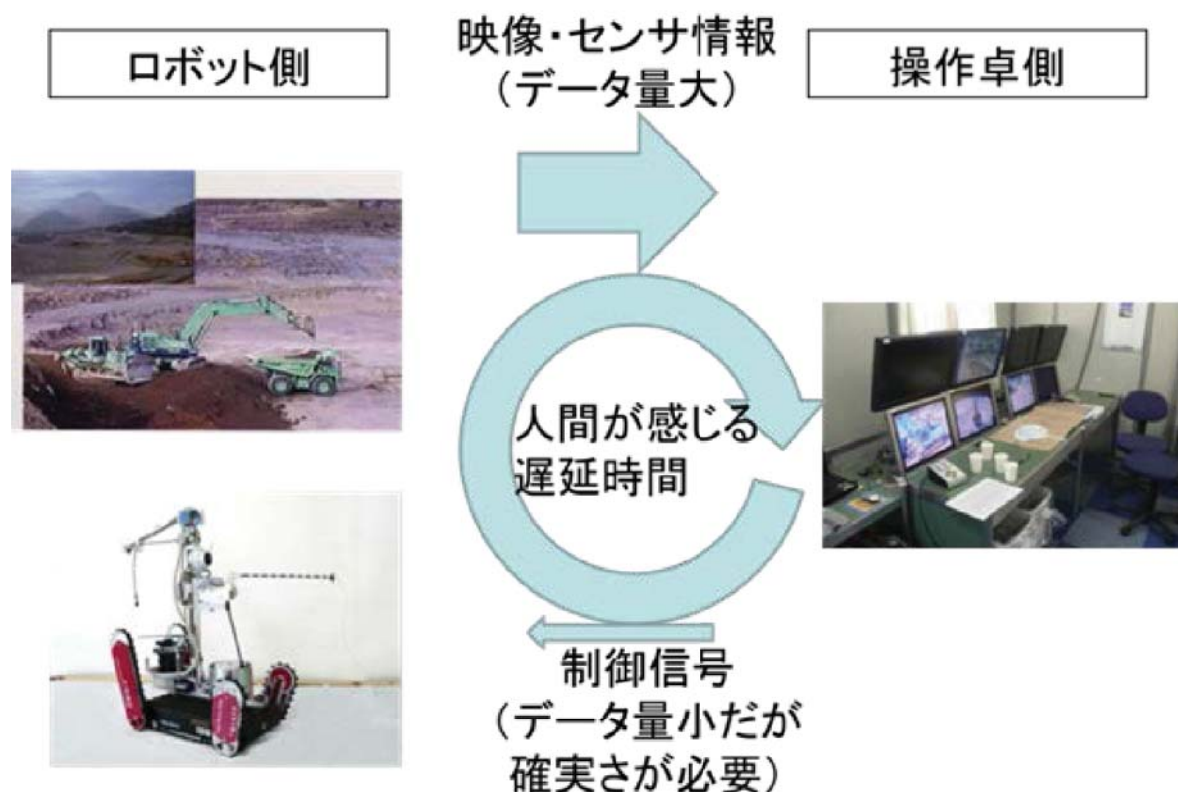 ロボット側
映像・センサ情報
（データ量大）
操作卓側
人間が感じる
遅延時間
制御信号
（データ量小だが
確実さが必要）